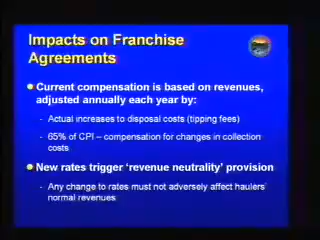 Impacts on Franchise
Agreements
Current compensation is based on revenues,
adjusted annually each year by:
- Actual increases to disposal costs (tipping fees)
- 65% of CPI – compensation for changes in collection
costs
New rates trigger 'revenue neutrality' provision
- Any change to rates must not adversely affect haulers'
normal revenues